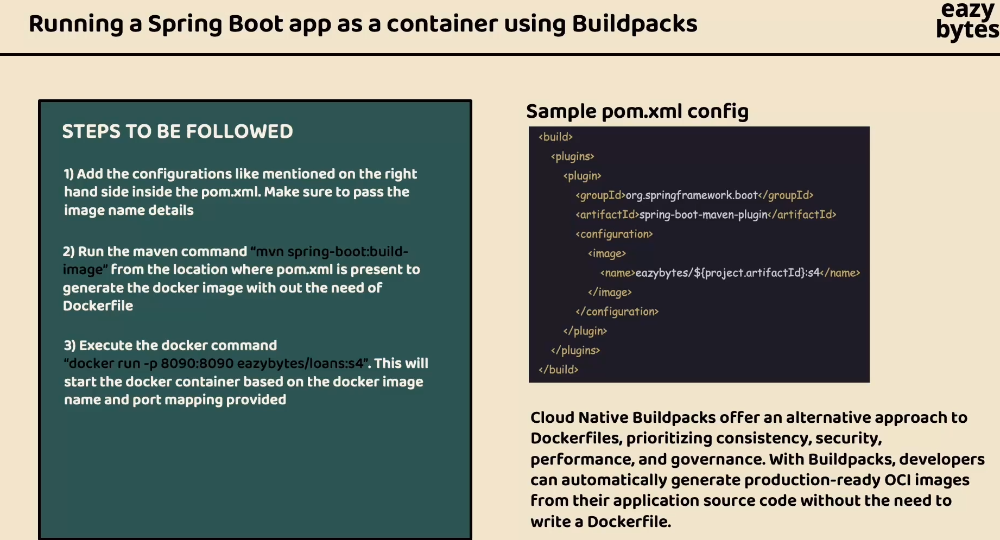 Running a Spring Boot app as a container using Buildpacks
eazy
bytes
STEPS TO BE FOLLOWED
1) Add the configurations like mentioned on the right
hand side inside the pom.xml. Make sure to pass the
image name details
2) Run the maven command “mvn spring-boot:build-
image” from the location where pom.xml is present to
generate the docker image with out the need of
Dockerfile
3) Execute the docker command
“docker run -p 8090:8090 eazybytes/loans:s4”. This will
start the docker container based on the docker image
name and port mapping provided
Sample pom.xml config
<build>
<plugins>
<plugin>
<groupId>org.springframework.boot</groupId>
<artifactId>spring-boot-maven-plugin</artifactId>
<configuration>
<image>
<name>eazybytes/${project.artifactId}:s4</name>
</image>
</configuration>
</plugin>
</plugins>
</build>
Cloud Native Buildpacks offer an alternative approach to
Dockerfiles, prioritizing consistency, security,
performance, and governance. With Buildpacks, developers
can automatically generate production-ready OCI images
from their application source code without the need to
write a Dockerfile.